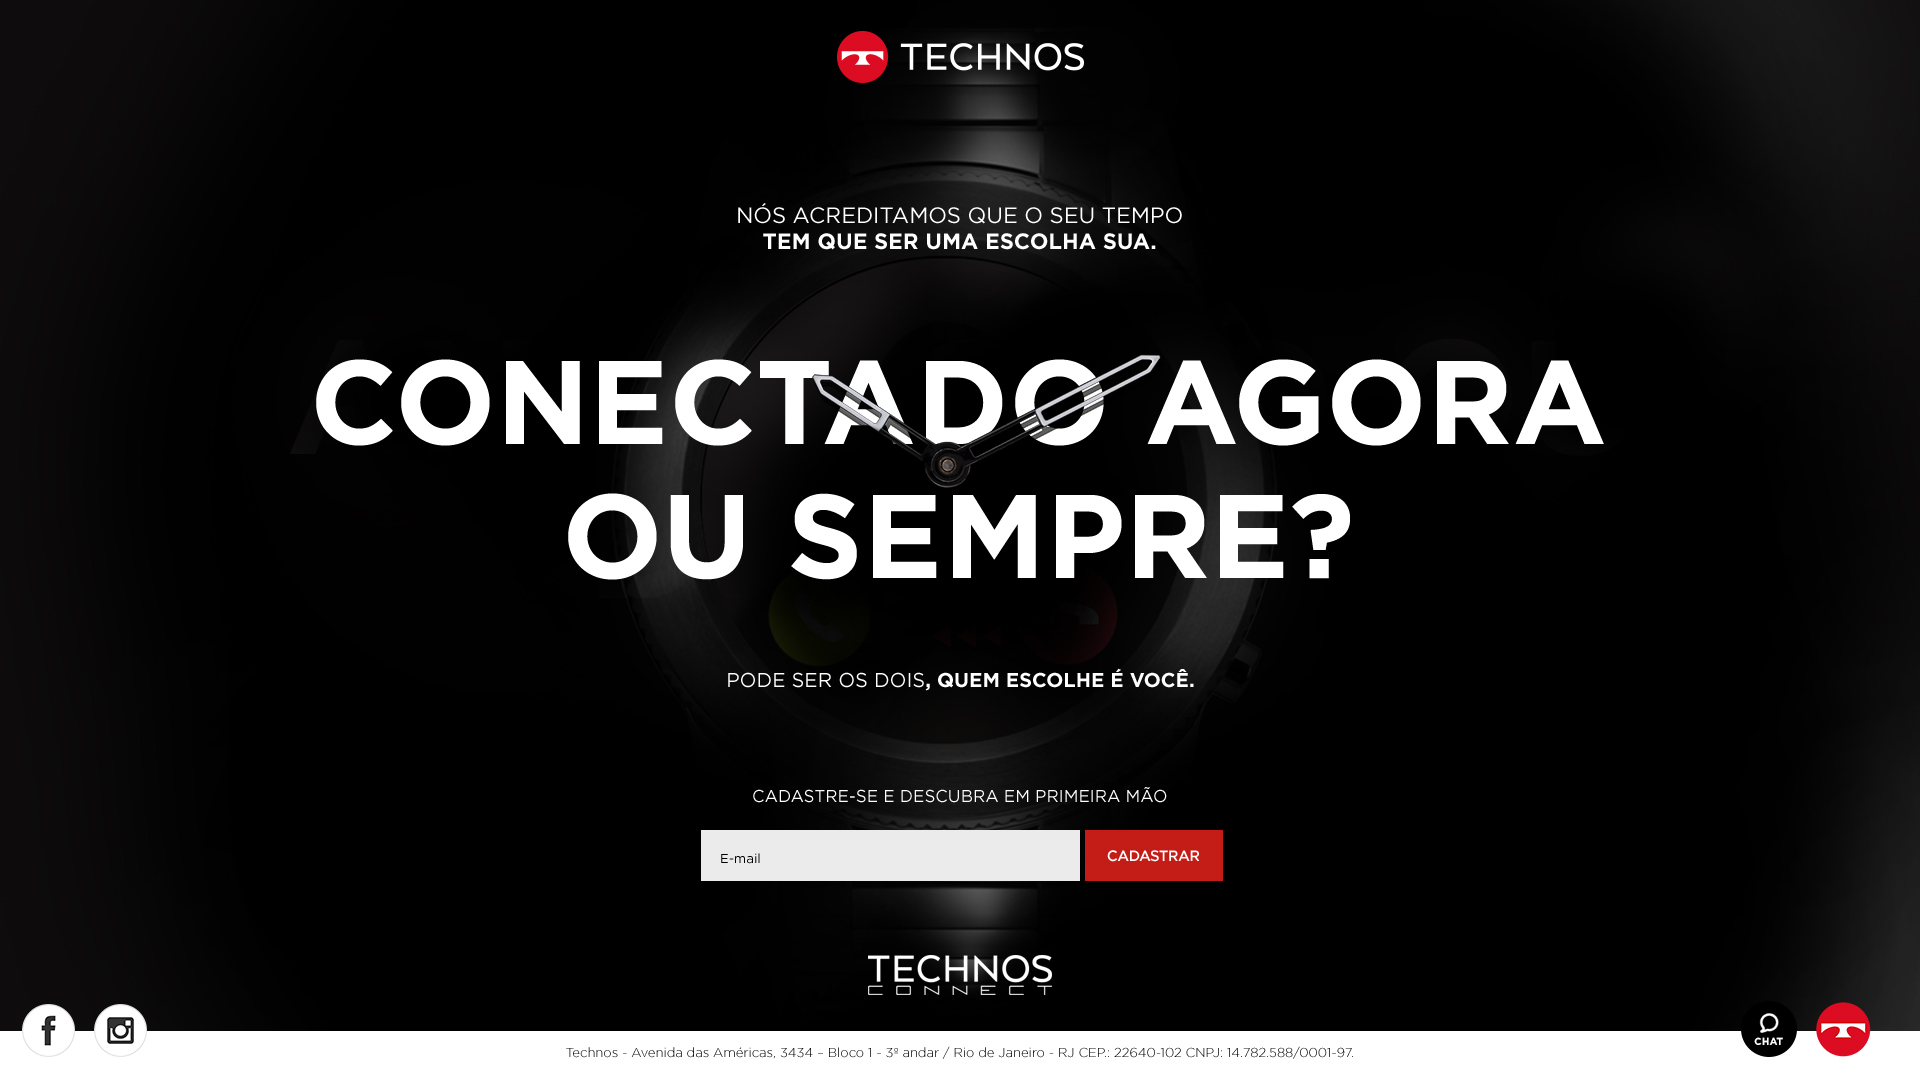 TECHNOS
NÓS ACREDITAMOS QUE O SEU TEMPO
TEM QUE SER UMA ESCOLHA SUA.
CONECTADO AGORA
OU SEMPRE?
PODE SER OS DOIS, QUEM ESCOLHE É VOCÊ.
CADASTRE-SE E DESCUBRA EM PRIMEIRA MÃO
E-mail
CADASTRAR
TECHNOS
CONNECT
CHAT
Technos - Avenida das Américas, 3434 – Bloco 1 - 3º andar / Rio de Janeiro - RJ CEP.: 22640-102 CNPJ: 14.782.588/0001-97.